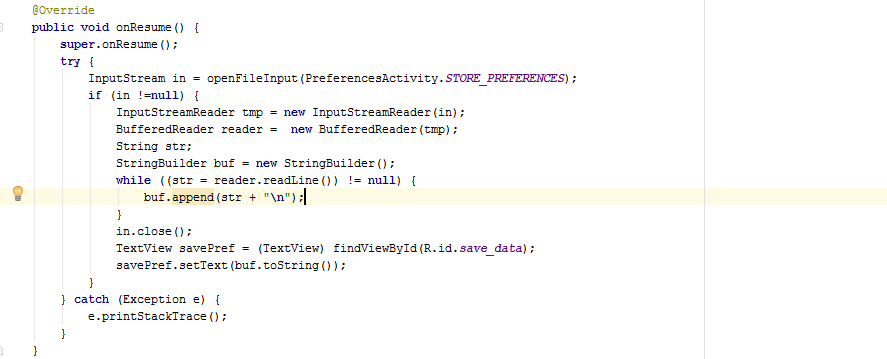 @Override
public void onResume() {
    super.onResume();
    try {
        InputStream in = openFileInput(PreferencesActivity.STORE_PREFERENCES);
        if (in !=null) {
            InputStreamReader tmp = new InputStreamReader(in);
            BufferedReader reader =  new BufferedReader(tmp);
            String str;
            StringBuilder buf = new StringBuilder();
            while ((str = reader.readLine()) != null) {
                buf.append(str + "\n");
            }
            in.close();
            TextView savePref = (TextView) findViewById(R.id.save_data);
            savePref.setText(buf.toString());
        }
    } catch (Exception e) {
        e.printStackTrace();
    }
}